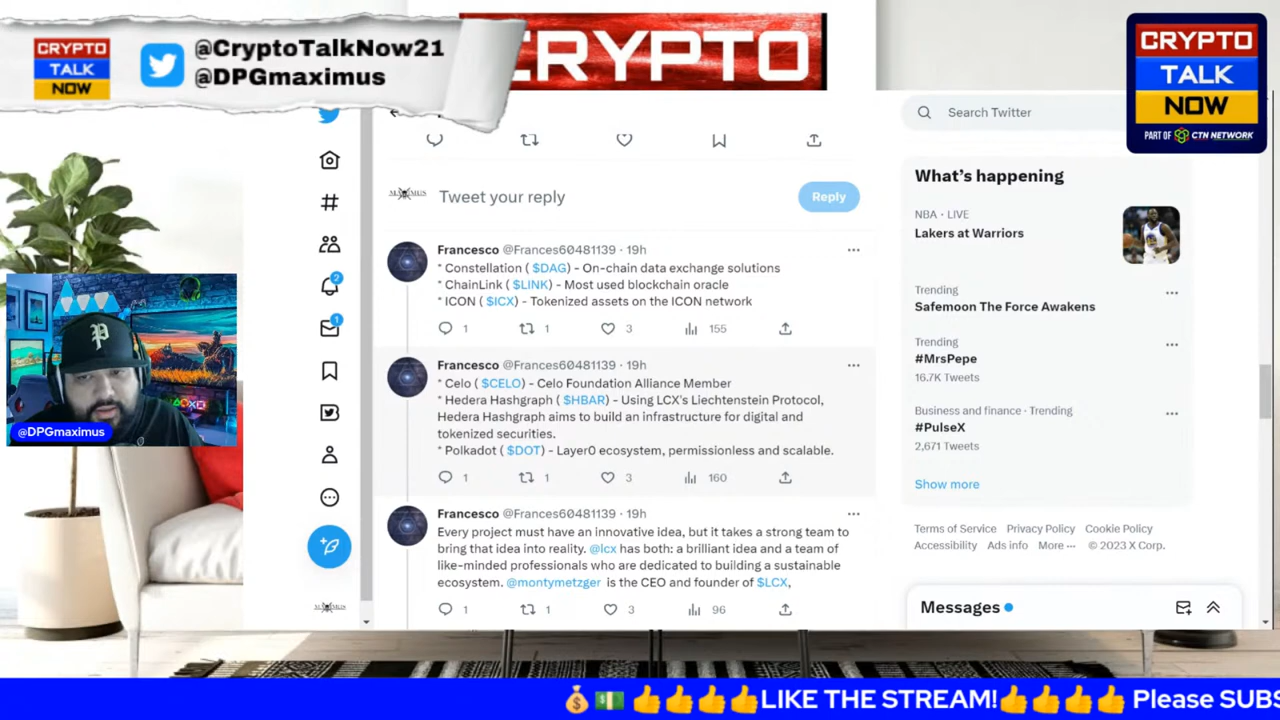 CRYPTO
TALK
NOW
@CryptoTalkNow21
@DPGmaximus
CRYPTO
CRYPTO
TALK
NOW
PART OF CTN NETWORK
Search Twitter
Tweet your reply
Reply
Francesco @Frances60481139 · 19h
* Constellation ( $DAG) - On-chain data exchange solutions
* ChainLink ( $LINK) - Most used blockchain oracle
* ICON ( $ICX) - Tokenized assets on the ICON network
1 1 3 155
Francesco @Frances60481139 · 19h
* Celo ( $CELO) - Celo Foundation Alliance Member
* Hedera Hashgraph ( $HBAR) - Using LCX's Liechtenstein Protocol,
Hedera Hashgraph aims to build an infrastructure for digital and
tokenized securities.
* Polkadot ( $DOT) - Layer0 ecosystem, permissionless and scalable.
1 1 3 160
Francesco @Frances60481139 · 19h
Every project must have an innovative idea, but it takes a strong team to
bring that idea into reality. @lcx has both: a brilliant idea and a team of
like-minded professionals who are dedicated to building a sustainable
ecosystem. @montymetzger is the CEO and founder of $LCX,
1 1 3 96
What's happening
NBA · LIVE
Lakers at Warriors
Trending
Safemoon The Force Awakens
Trending
#MrsPepe
16.7K Tweets
Business and finance · Trending
#PulseX
2,671 Tweets
Show more
Terms of Service Privacy Policy Cookie Policy
Accessibility Ads info More ··· © 2023 X Corp.
Messages
2
1
P
@DPGmaximus
LIKE THE STREAM! Please SUBS